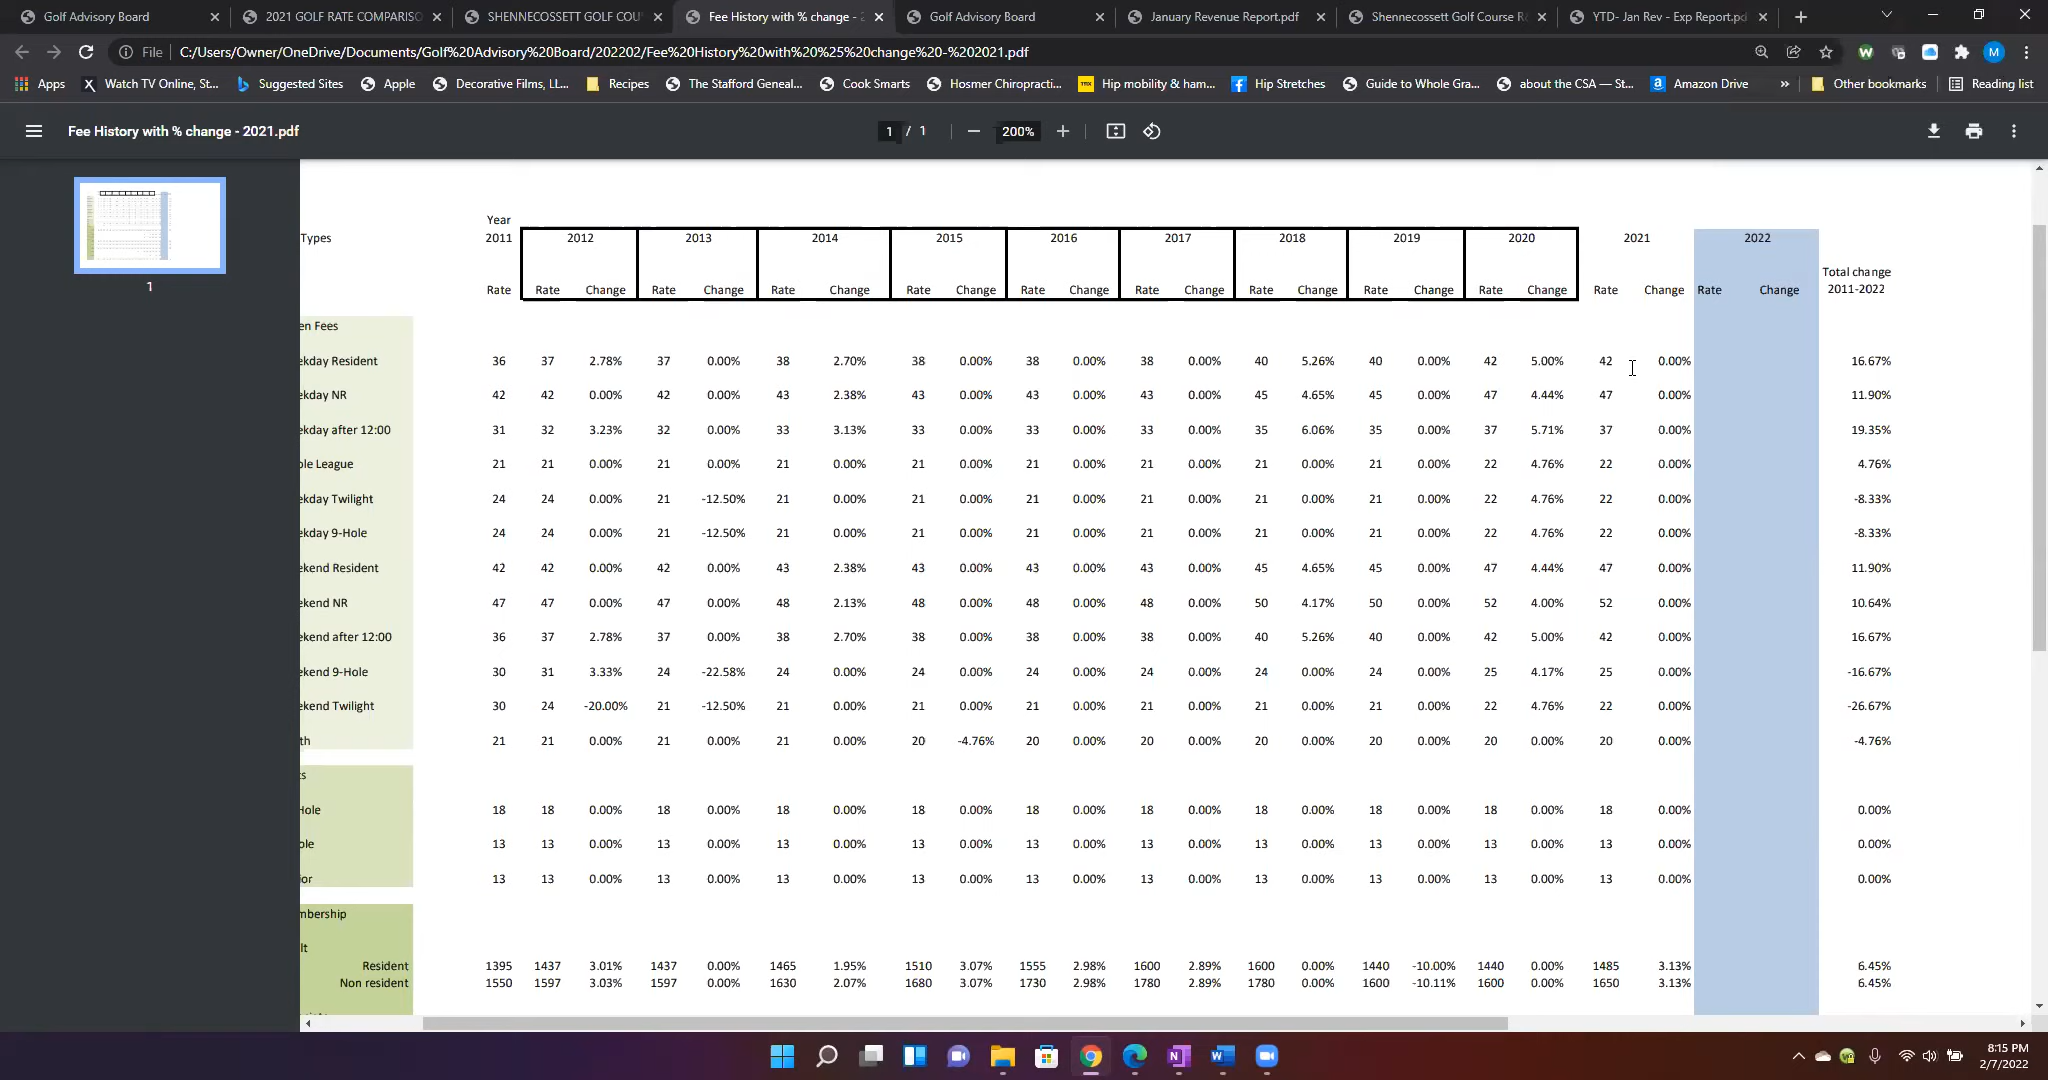 Golf Advisory Board
2021 GOLF RATE COMPARISO
SHENNECOSSETT GOLF COU
Fee History with % change - 2
Golf Advisory Board
January Revenue Report.pdf
Shennecossett Golf Course R
YTD- Jan Rev - Exp Report.pd
File C:/Users/Owner/OneDrive/Documents/Golf%20Advisory%20Board/202202/Fee%20History%20with%20%25%20change%20-%202021.pdf
Apps Watch TV Online, St... Suggested Sites Apple Decorative Films, LL... Recipes The Stafford Geneal... Cook Smarts Hosmer Chiropracti... Hip mobility & ham... Hip Stretches Guide to Whole Gra... about the CSA — St... Amazon Drive » Other bookmarks Reading list
Fee History with % change - 2021.pdf 1 / 1 200%
1
Year
Types 2011 2012 2013 2014 2015 2016 2017 2018 2019 2020 2021 2022
Total change
Rate Rate Change Rate Change Rate Change Rate Change Rate Change Rate Change Rate Change Rate Change Rate Change Rate Change Rate Change 2011-2022
en Fees
ekday Resident 36 37 2.78% 37 0.00% 38 2.70% 38 0.00% 38 0.00% 38 0.00% 40 5.26% 40 0.00% 42 5.00% 42 0.00% 16.67%
ekday NR 42 42 0.00% 42 0.00% 43 2.38% 43 0.00% 43 0.00% 43 0.00% 45 4.65% 45 0.00% 47 4.44% 47 0.00% 11.90%
ekday after 12:00 31 32 3.23% 32 0.00% 33 3.13% 33 0.00% 33 0.00% 33 0.00% 35 6.06% 35 0.00% 37 5.71% 37 0.00% 19.35%
ole League 21 21 0.00% 21 0.00% 21 0.00% 21 0.00% 21 0.00% 21 0.00% 21 0.00% 21 0.00% 22 4.76% 22 0.00% 4.76%
ekday Twilight 24 24 0.00% 21 -12.50% 21 0.00% 21 0.00% 21 0.00% 21 0.00% 21 0.00% 21 0.00% 22 4.76% 22 0.00% -8.33%
ekday 9-Hole 24 24 0.00% 21 -12.50% 21 0.00% 21 0.00% 21 0.00% 21 0.00% 21 0.00% 21 0.00% 22 4.76% 22 0.00% -8.33%
ekend Resident 42 42 0.00% 42 0.00% 43 2.38% 43 0.00% 43 0.00% 43 0.00% 45 4.65% 45 0.00% 47 4.44% 47 0.00% 11.90%
ekend NR 47 47 0.00% 47 0.00% 48 2.13% 48 0.00% 48 0.00% 48 0.00% 50 4.17% 50 0.00% 52 4.00% 52 0.00% 10.64%
ekend after 12:00 36 37 2.78% 37 0.00% 38 2.70% 38 0.00% 38 0.00% 38 0.00% 40 5.26% 40 0.00% 42 5.00% 42 0.00% 16.67%
ekend 9-Hole 30 31 3.33% 24 -22.58% 24 0.00% 24 0.00% 24 0.00% 24 0.00% 24 0.00% 24 0.00% 25 4.17% 25 0.00% -16.67%
ekend Twilight 30 24 -20.00% 21 -12.50% 21 0.00% 21 0.00% 21 0.00% 21 0.00% 21 0.00% 21 0.00% 22 4.76% 22 0.00% -26.67%
th 21 21 0.00% 21 0.00% 21 0.00% 20 -4.76% 20 0.00% 20 0.00% 20 0.00% 20 0.00% 20 0.00% 20 0.00% -4.76%
ts
Hole 18 18 0.00% 18 0.00% 18 0.00% 18 0.00% 18 0.00% 18 0.00% 18 0.00% 18 0.00% 18 0.00% 18 0.00% 0.00%
ole 13 13 0.00% 13 0.00% 13 0.00% 13 0.00% 13 0.00% 13 0.00% 13 0.00% 13 0.00% 13 0.00% 13 0.00% 0.00%
ior 13 13 0.00% 13 0.00% 13 0.00% 13 0.00% 13 0.00% 13 0.00% 13 0.00% 13 0.00% 13 0.00% 13 0.00% 0.00%
mbership
lt
Resident 1395 1437 3.01% 1437 0.00% 1465 1.95% 1510 3.07% 1555 2.98% 1600 2.89% 1600 0.00% 1440 -10.00% 1440 0.00% 1485 3.13% 6.45%
Non resident 1550 1597 3.03% 1597 0.00% 1630 2.07% 1680 3.07% 1730 2.98% 1780 2.89% 1780 0.00% 1600 -10.11% 1600 0.00% 1650 3.13% 6.45%
8:15 PM
2/7/2022